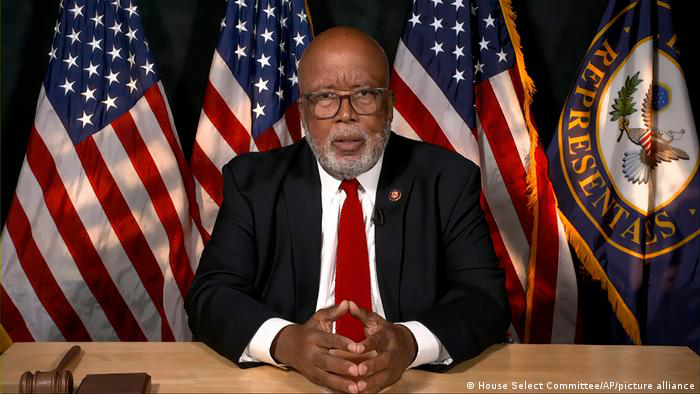 REPRESENTATIVES
© House Select Committee/AP/picture alliance